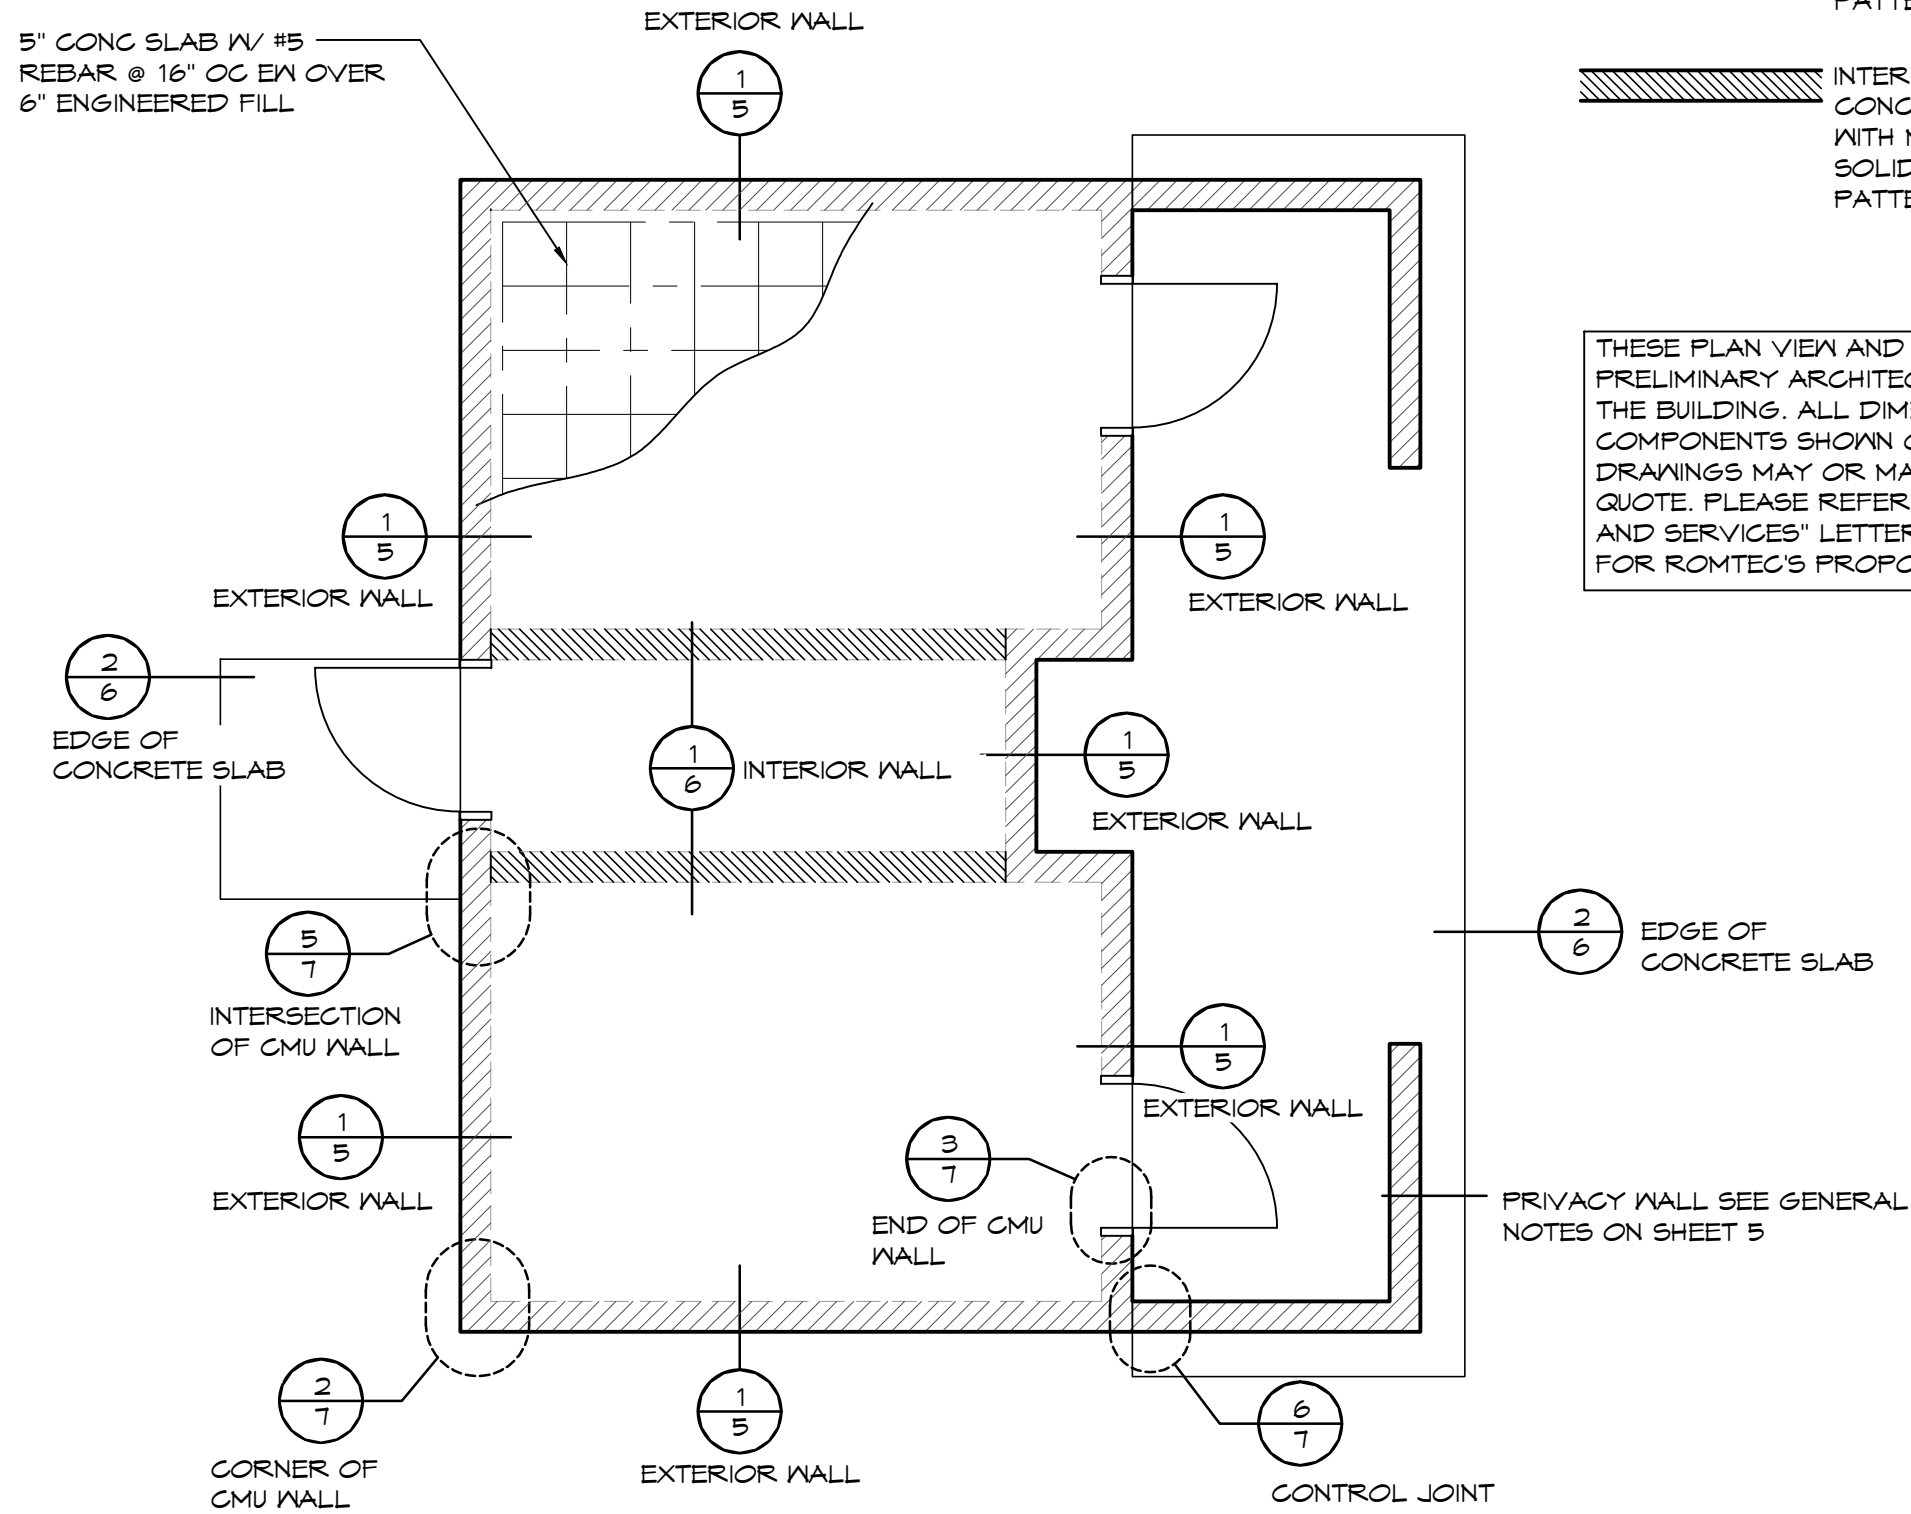 EXTERIOR WALL
5" CONC SLAB W/ #5
REBAR @ 16" OC EW OVER
6" ENGINEERED FILL
1
5
INTER
CONC
WITH
SOLID
PATTE
THESE PLAN VIEW AND
PRELIMINARY ARCHITEC
THE BUILDING. ALL DIM
COMPONENTS SHOWN
DRAWINGS MAY OR MA
QUOTE. PLEASE REFER
AND SERVICES" LETTER
FOR ROMTEC'S PROPO
1
5
EXTERIOR WALL
1
5
EXTERIOR WALL
2
6
EDGE OF
CONCRETE SLAB
1
6
INTERIOR WALL
1
5
EXTERIOR WALL
2
6
EDGE OF
CONCRETE SLAB
5
7
INTERSECTION
OF CMU WALL
1
5
EXTERIOR WALL
1
5
EXTERIOR WALL
3
7
END OF CMU
WALL
PRIVACY WALL SEE GENERAL
NOTES ON SHEET 5
2
7
CORNER OF
CMU WALL
1
5
EXTERIOR WALL
6
7
CONTROL JOINT